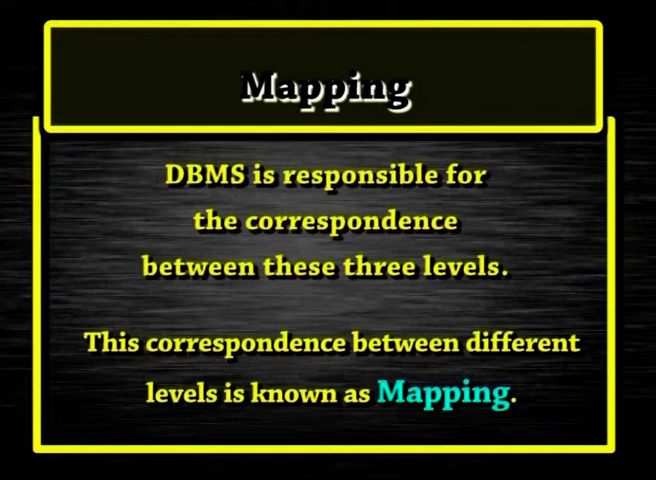 Mapping
DBMS is responsible for
the correspondence
between these three levels.
This correspondence between different
levels is known as Mapping.